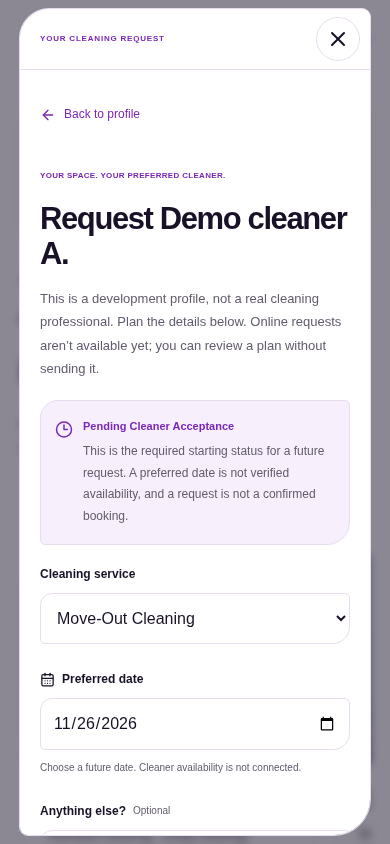 YOUR CLEANING REQUEST
Back to profile
YOUR SPACE. YOUR PREFERRED CLEANER.
Request Demo cleaner
A.
This is a development profile, not a real cleaning
professional. Plan the details below. Online requests
aren’t available yet; you can review a plan without
sending it.
Pending Cleaner Acceptance
This is the required starting status for a future
request. A preferred date is not verified
availability, and a request is not a confirmed
booking.
Cleaning service
Move-Out Cleaning
Preferred date
11/26/2026
Choose a future date. Cleaner availability is not connected.
Anything else? Optional